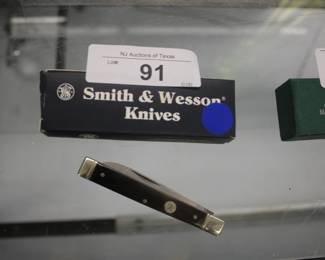 NJ Auctions of Texas
Lot#
91
Smith & Wesson®
Knives
M